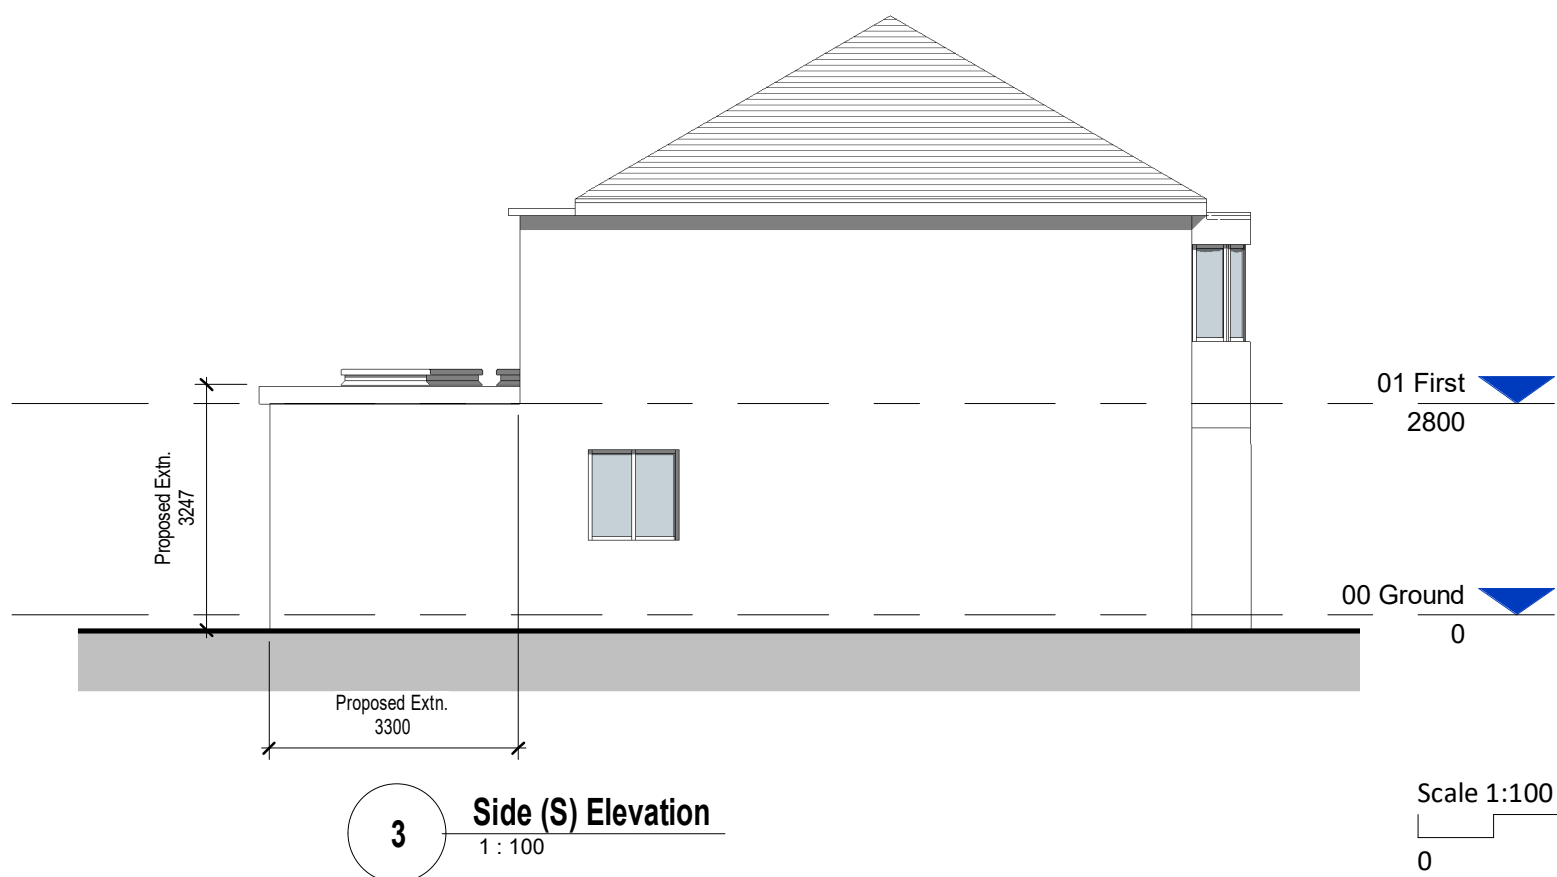 01 First
2800
Proposed Extn.
3247
00 Ground
0
Proposed Extn.
3300
3
Side (S) Elevation
1 : 100
Scale 1:100
0